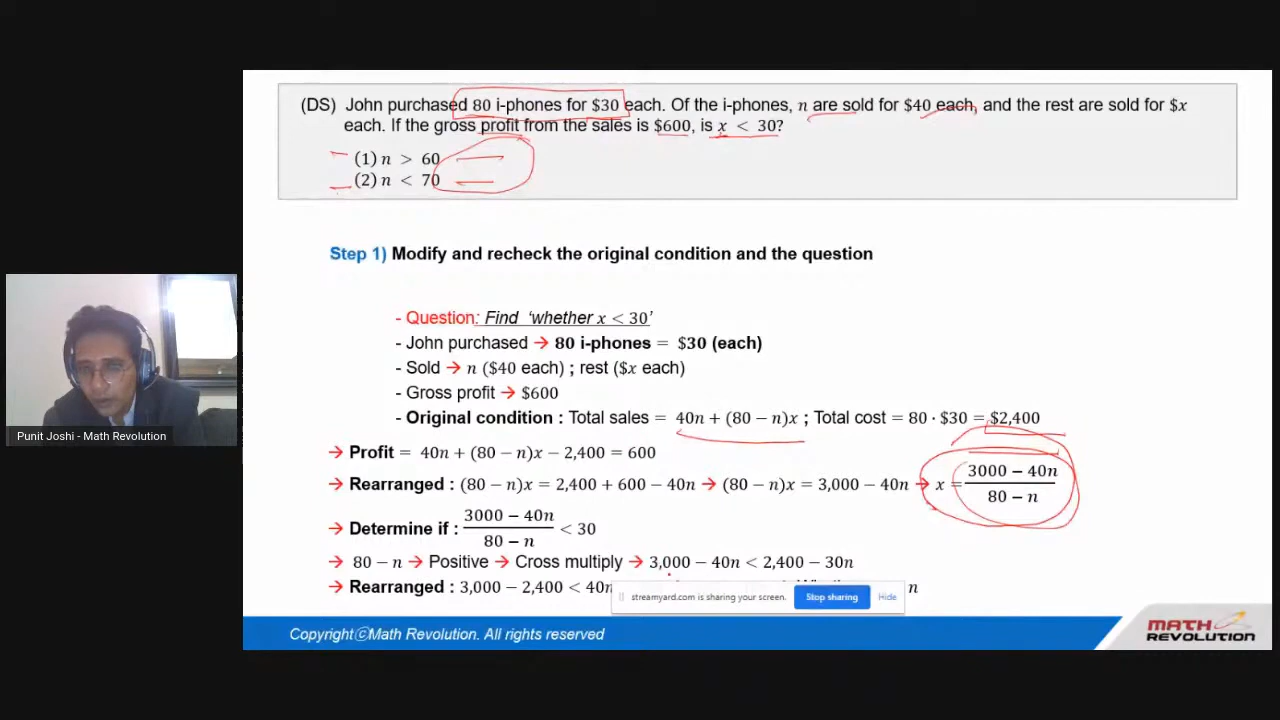 (DS) John purchased 80 i-phones for $30 each. Of the i-phones, n are sold for $40 each, and the rest are sold for $x
each. If the gross profit from the sales is $600, is x < 30?
(1) n > 60
(2) n < 70
Step 1) Modify and recheck the original condition and the question
- Question: Find ‘whether x < 30’
- John purchased → 80 i-phones = $30 (each)
- Sold → n ($40 each) ; rest ($x each)
- Gross profit → $600
- Original condition : Total sales = 40n + (80 − n)x ; Total cost = 80 · $30 = $2,400
→ Profit = 40n + (80 − n)x − 2,400 = 600
→ Rearranged : (80 − n)x = 2,400 + 600 − 40n → (80 − n)x = 3,000 − 40n → x = (3000 − 40n)/(80 − n)
→ Determine if : (3000 − 40n)/(80 − n) < 30
→ 80 − n → Positive → Cross multiply → 3,000 − 40n < 2,400 − 30n
→ Rearranged : 3,000 − 2,400 < 40n n
streamyard.com is sharing your screen. Stop sharing Hide
Punit Joshi - Math Revolution
CopyrightⓒMath Revolution. All rights reserved
MATH
REVOLUTION